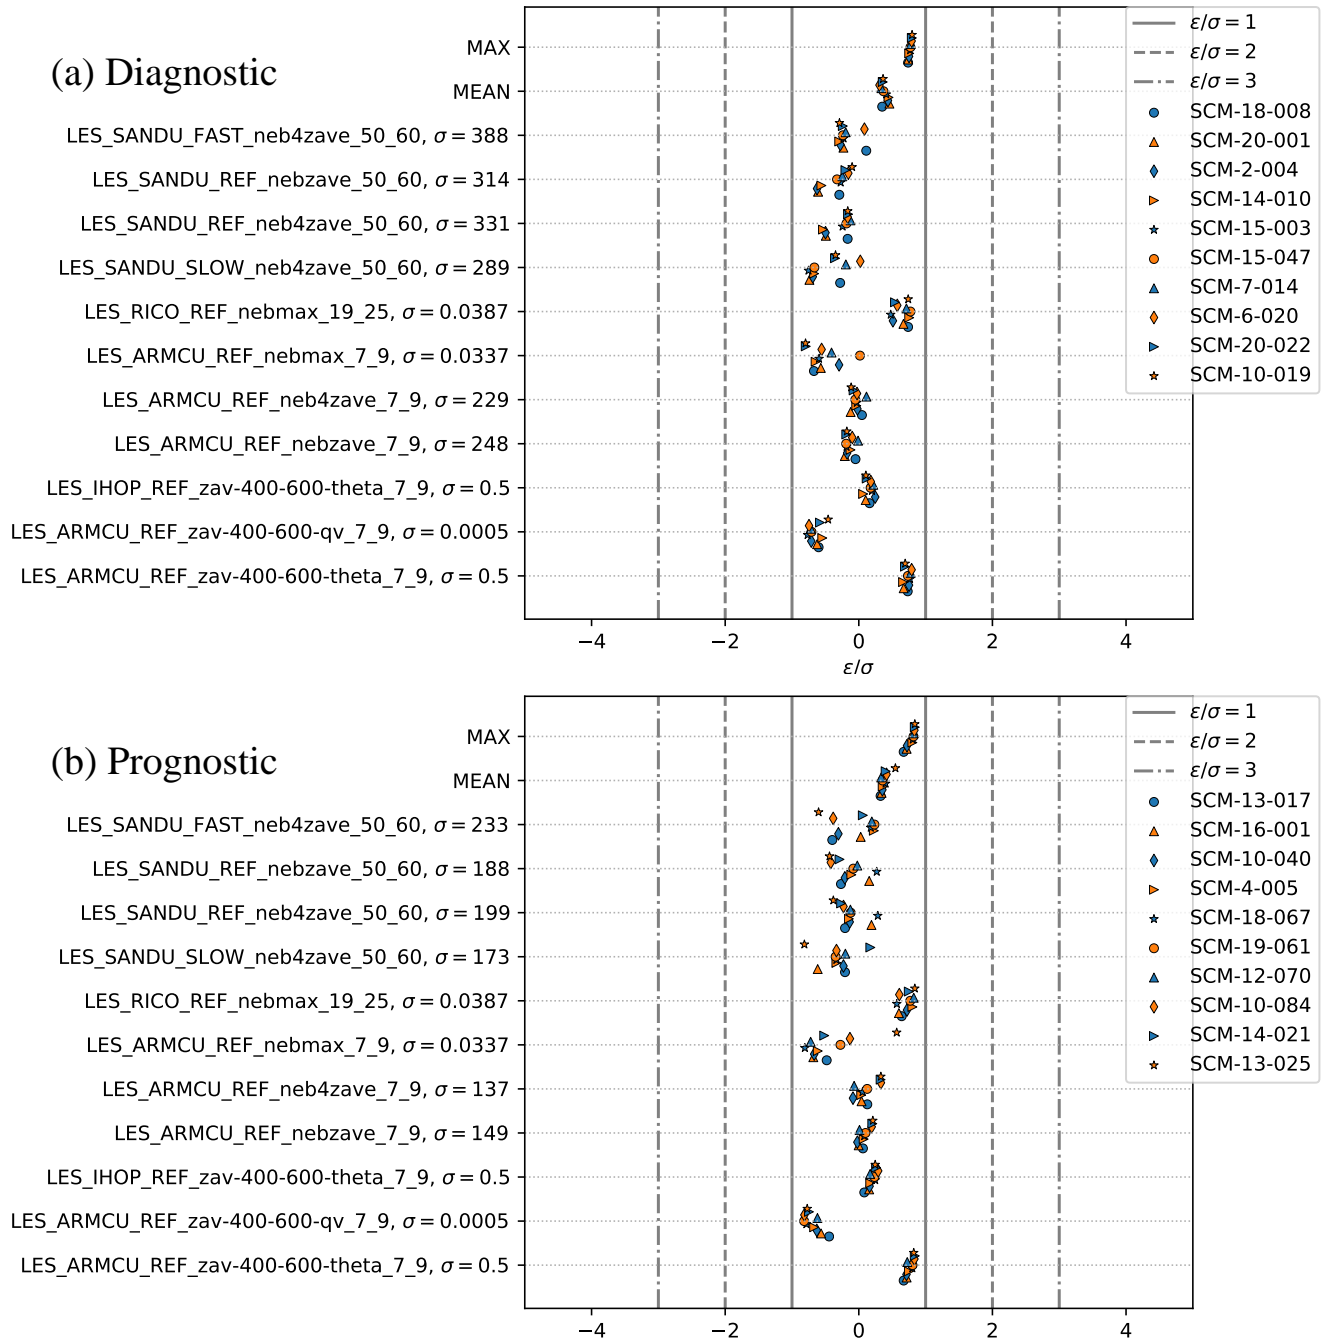 (a) Diagnostic
MAX
MEAN
LES_SANDU_FAST_neb4zave_50_60, σ = 388
LES_SANDU_REF_nebzave_50_60, σ = 314
LES_SANDU_REF_neb4zave_50_60, σ = 331
LES_SANDU_SLOW_neb4zave_50_60, σ = 289
LES_RICO_REF_nebmax_19_25, σ = 0.0387
LES_ARMCU_REF_nebmax_7_9, σ = 0.0337
LES_ARMCU_REF_neb4zave_7_9, σ = 229
LES_ARMCU_REF_nebzave_7_9, σ = 248
LES_IHOP_REF_zav-400-600-theta_7_9, σ = 0.5
LES_ARMCU_REF_zav-400-600-qv_7_9, σ = 0.0005
LES_ARMCU_REF_zav-400-600-theta_7_9, σ = 0.5
−4 −2 0 2 4
ε/σ
ε/σ = 1
ε/σ = 2
ε/σ = 3
SCM-18-008
SCM-20-001
SCM-2-004
SCM-14-010
SCM-15-003
SCM-15-047
SCM-7-014
SCM-6-020
SCM-20-022
SCM-10-019
(b) Prognostic
MAX
MEAN
LES_SANDU_FAST_neb4zave_50_60, σ = 233
LES_SANDU_REF_nebzave_50_60, σ = 188
LES_SANDU_REF_neb4zave_50_60, σ = 199
LES_SANDU_SLOW_neb4zave_50_60, σ = 173
LES_RICO_REF_nebmax_19_25, σ = 0.0387
LES_ARMCU_REF_nebmax_7_9, σ = 0.0337
LES_ARMCU_REF_neb4zave_7_9, σ = 137
LES_ARMCU_REF_nebzave_7_9, σ = 149
LES_IHOP_REF_zav-400-600-theta_7_9, σ = 0.5
LES_ARMCU_REF_zav-400-600-qv_7_9, σ = 0.0005
LES_ARMCU_REF_zav-400-600-theta_7_9, σ = 0.5
−4 −2 0 2 4
ε/σ = 1
ε/σ = 2
ε/σ = 3
SCM-13-017
SCM-16-001
SCM-10-040
SCM-4-005
SCM-18-067
SCM-19-061
SCM-12-070
SCM-10-084
SCM-14-021
SCM-13-025